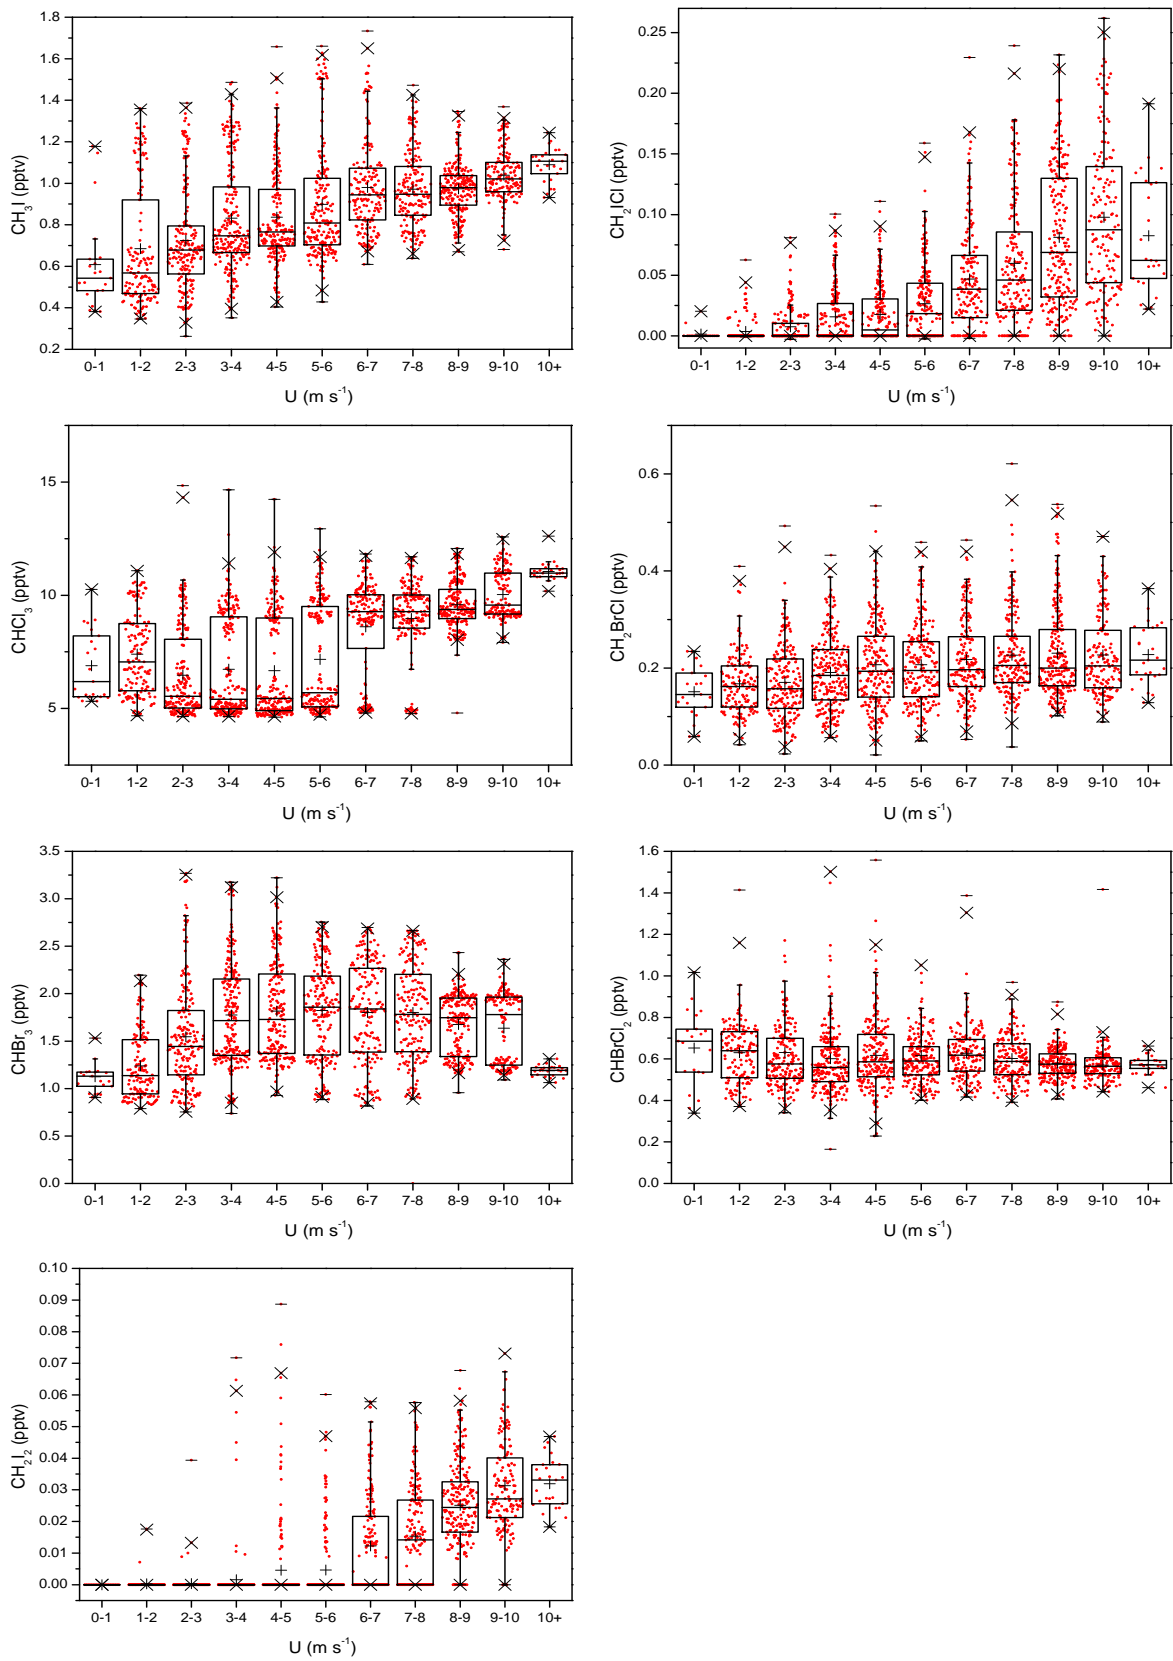 CH3I (pptv)
1.8
1.6
1.4
1.2
1.0
0.8
0.6
0.4
0.2
0-1 1-2 2-3 3-4 4-5 5-6 6-7 7-8 8-9 9-10 10+
U (m s-1)
CH2ICl (pptv)
0.25
0.20
0.15
0.10
0.05
0.00
0-1 1-2 2-3 3-4 4-5 5-6 6-7 7-8 8-9 9-10 10+
U (m s-1)
CHCl3 (pptv)
15
10
5
0-1 1-2 2-3 3-4 4-5 5-6 6-7 7-8 8-9 9-10 10+
U (m s-1)
CH2BrCl (pptv)
0.6
0.4
0.2
0.0
0-1 1-2 2-3 3-4 4-5 5-6 6-7 7-8 8-9 9-10 10+
U (m s-1)
CHBr3 (pptv)
3.5
3.0
2.5
2.0
1.5
1.0
0.5
0.0
0-1 1-2 2-3 3-4 4-5 5-6 6-7 7-8 8-9 9-10 10+
U (m s-1)
CHBrCl2 (pptv)
1.6
1.4
1.2
1.0
0.8
0.6
0.4
0.2
0.0
0-1 1-2 2-3 3-4 4-5 5-6 6-7 7-8 8-9 9-10 10+
U (m s-1)
CH2I2 (pptv)
0.10
0.09
0.08
0.07
0.06
0.05
0.04
0.03
0.02
0.01
0.00
0-1 1-2 2-3 3-4 4-5 5-6 6-7 7-8 8-9 9-10 10+
U (m s-1)